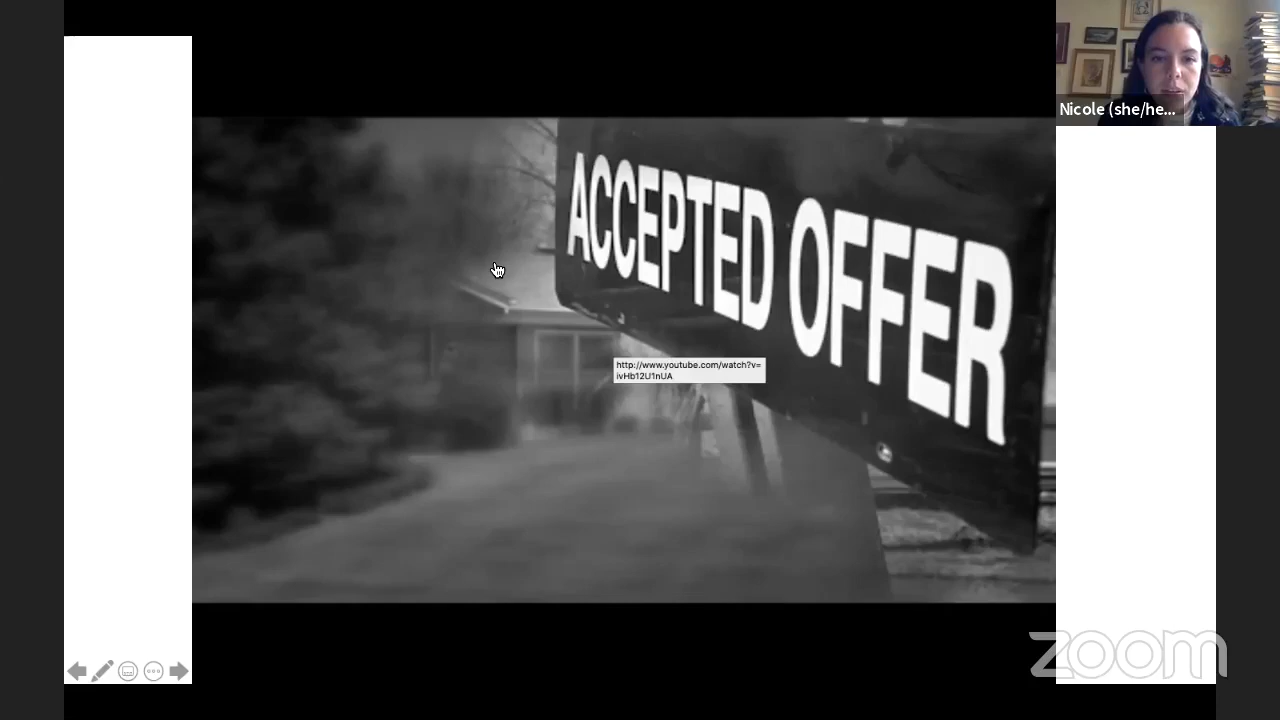 Nicole (she/he...
ACCEPTED OFFER
http://www.youtube.com/watch?v=
ivHb12U1nUA
zoom